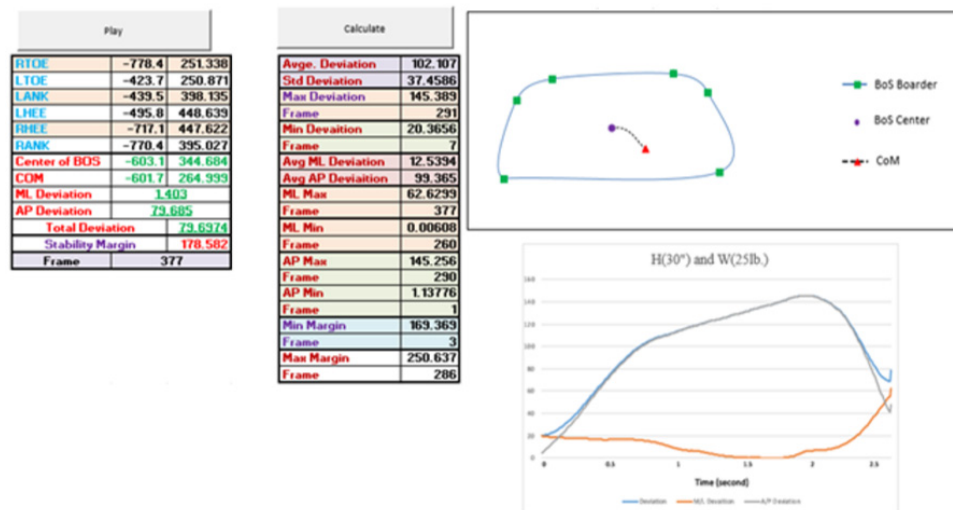 Play
RTOE -778.4 251.338
LTOE -423.7 250.871
LANK -439.5 398.135
LHEE -495.8 448.639
RHEE -717.1 447.622
RANK -770.4 395.027
Center of BOS -603.1 344.684
COM -601.7 264.999
ML Deviation 1.403
AP Deviation 79.685
Total Deviation 79.6974
Stability Margin 178.582
Frame 377
Calculate
Avge. Deviation 102.107
Std Deviation 37.4586
Max Deviation 145.389
Frame 291
Min Devaition 20.3656
Frame 7
Avg ML Deviation 12.5394
Avg AP Deviaition 99.365
ML Max 62.6299
Frame 377
ML Min 0.00608
Frame 260
AP Max 145.256
Frame 290
AP Min 1.13776
Frame 1
Min Margin 169.369
Frame 3
Max Margin 250.637
Frame 286
BoS Boarder
BoS Center
CoM
H(30°) and W(25lb.)
160
140
120
100
80
60
40
20
0
0 0.5 1 1.5 2 2.5
Time (second)
Deviation M/L Devaition A/P Deviation